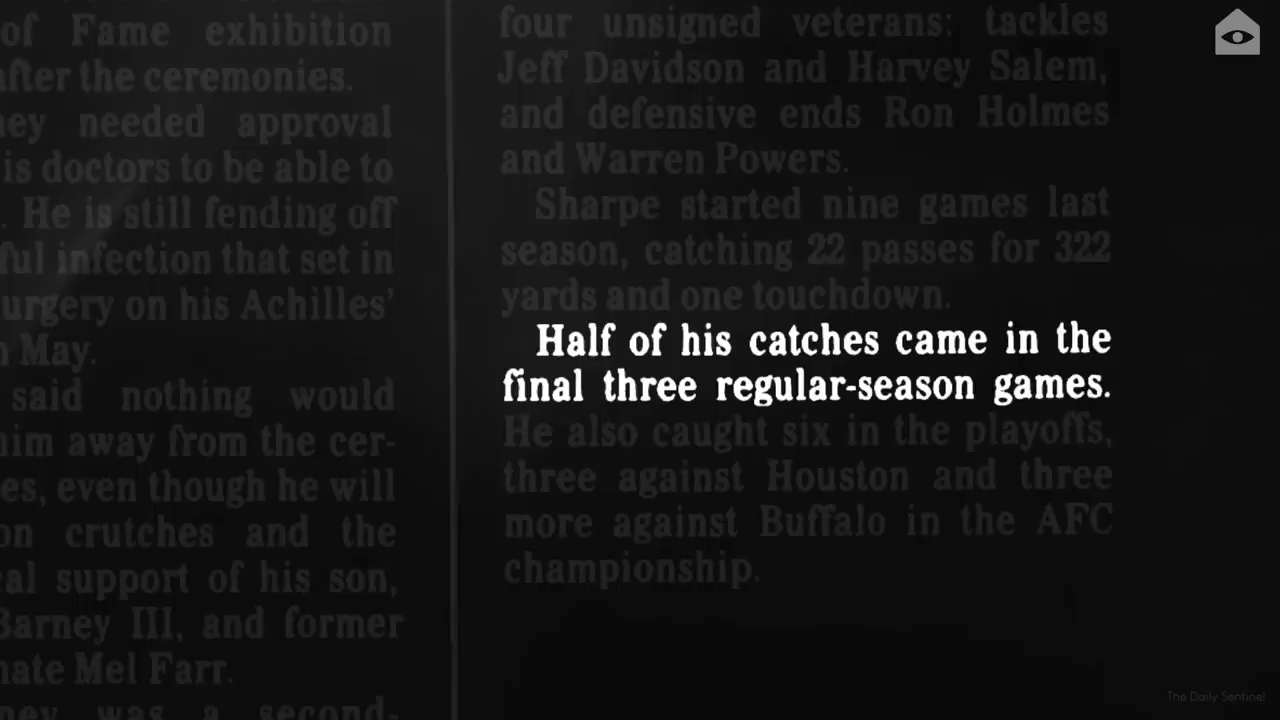 of Fame exhibition
after the ceremonies.
needed approval
is doctors to be able to
. He is still fending off
infection that set in
surgery on his Achilles'
May.
said nothing would
him away from the cer-
es, even though he will
on crutches and the
support of his son,
Barney III, and former
Mel Farr.
was a second-
four unsigned veterans: tackles
Jeff Davidson and Harvey Salem,
and defensive ends Ron Holmes
and Warren Powers.
Sharpe started nine games last
season, catching 22 passes for 322
yards and one touchdown.
Half of his catches came in the
final three regular-season games.
He also caught six in the playoffs,
three against Houston and three
more against Buffalo in the AFC
championship.
The Daily Sentinel